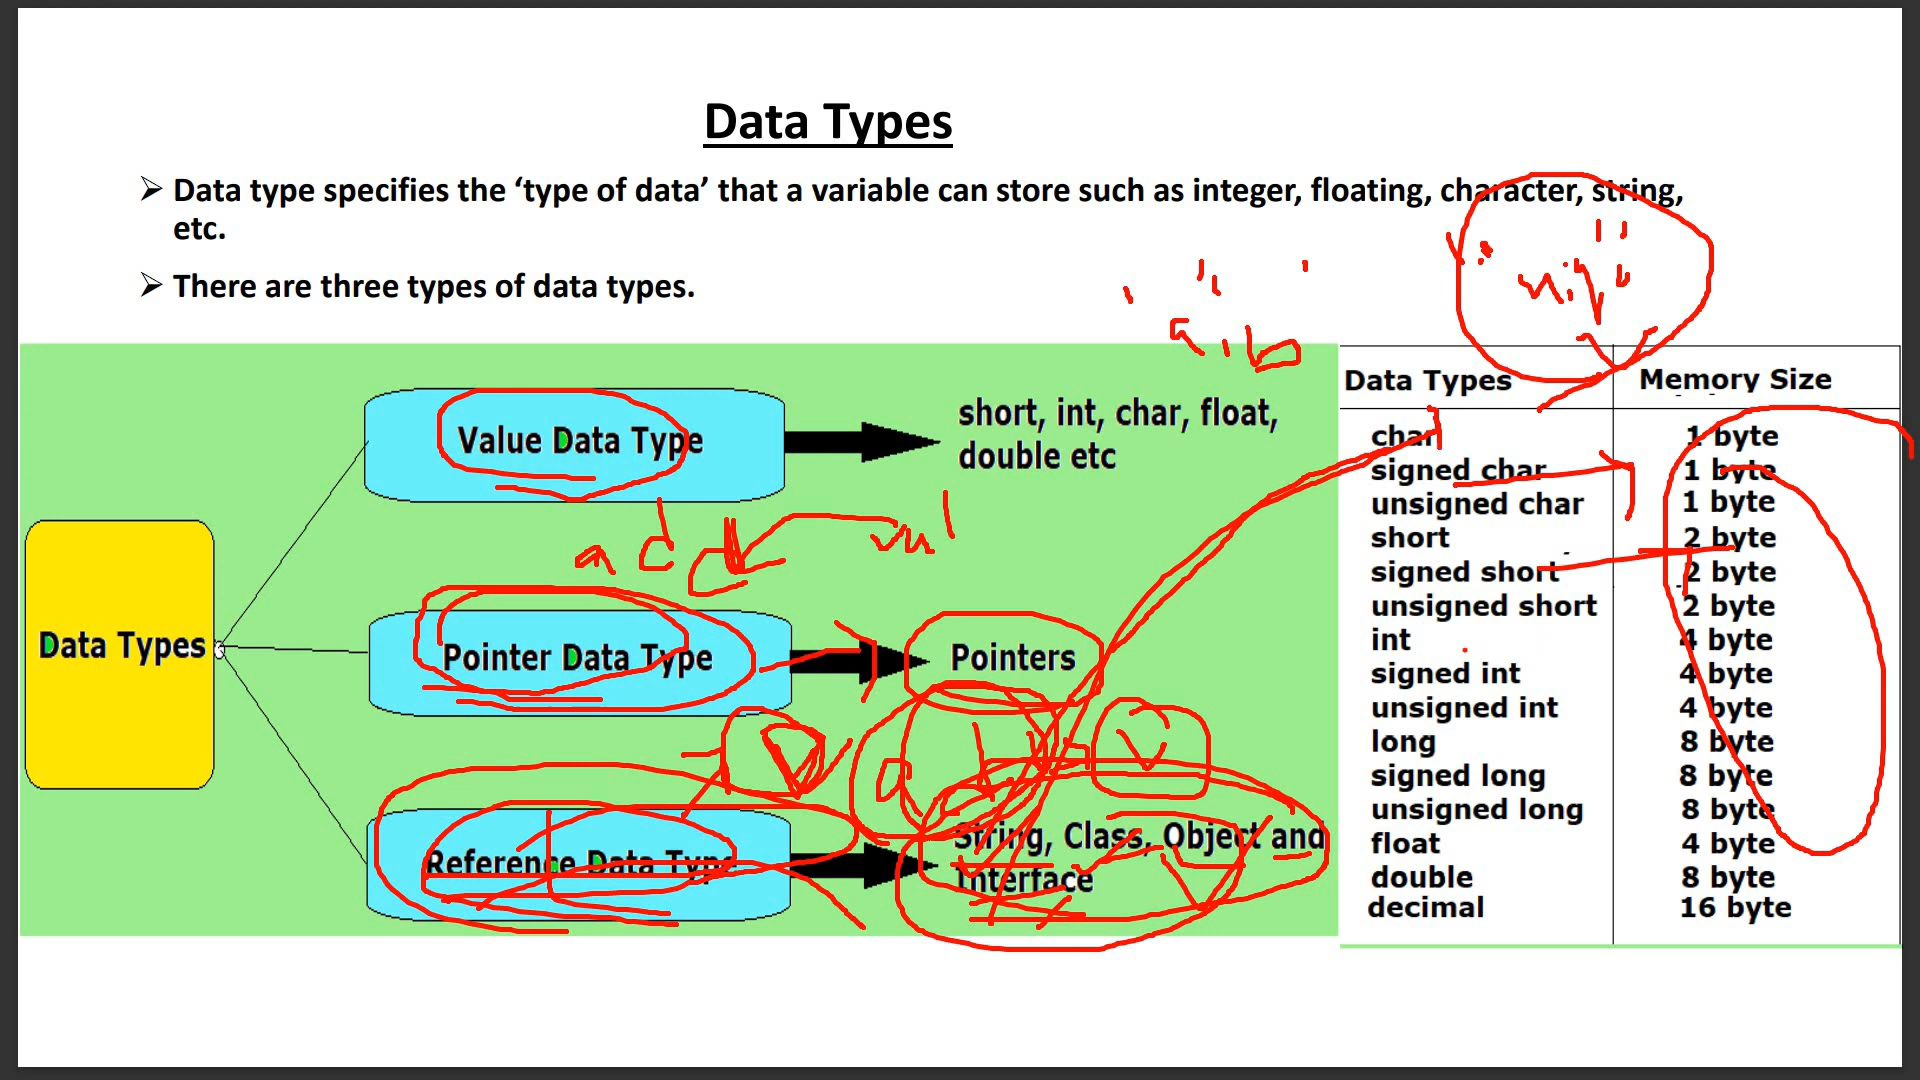 Data Types
➢ Data type specifies the ‘type of data’ that a variable can store such as integer, floating, character, string,
etc.
➢ There are three types of data types.
Data Types
Value Data Type
short, int, char, float,
double etc
Pointer Data Type
Pointers
Reference Data Type
String, Class, Object and
Interface
Data Types Memory Size
char 1 byte
signed char 1 byte
unsigned char 1 byte
short 2 byte
signed short 2 byte
unsigned short 2 byte
int 4 byte
signed int 4 byte
unsigned int 4 byte
long 8 byte
signed long 8 byte
unsigned long 8 byte
float 4 byte
double 8 byte
decimal 16 byte